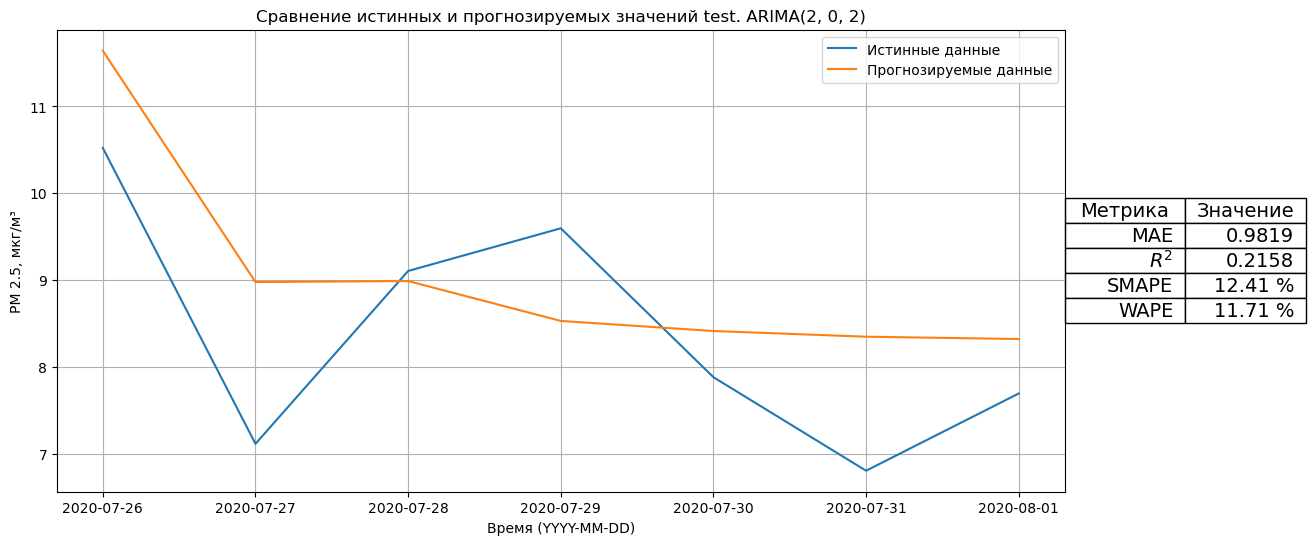 Сравнение истинных и прогнозируемых значений test. ARIMA(2, 0, 2)
Истинные данные
Прогнозируемые данные
11
10
9
8
7
PM 2.5, мкг/м³
2020-07-26 2020-07-27 2020-07-28 2020-07-29 2020-07-30 2020-07-31 2020-08-01
Время (YYYY-MM-DD)
Метрика Значение
MAE 0.9819
R² 0.2158
SMAPE 12.41 %
WAPE 11.71 %